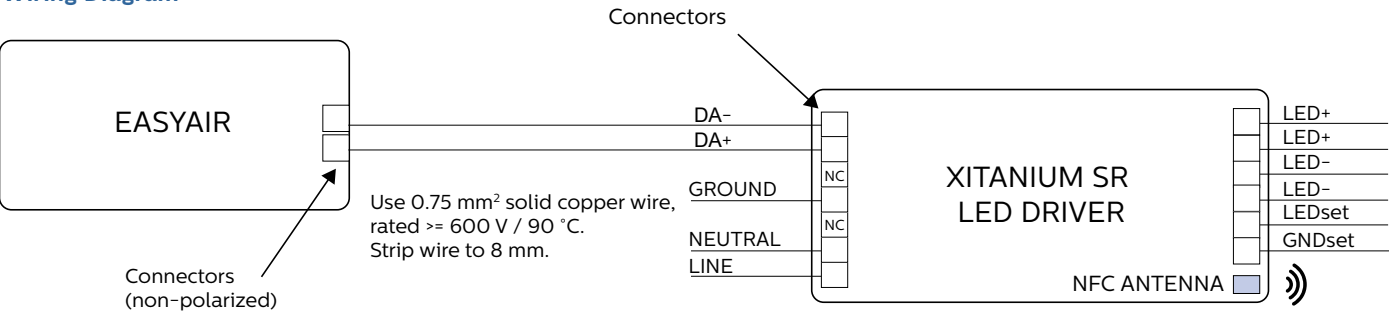 Connectors
EASYAIR
DA-
DA+
NC
GROUND
NC
NEUTRAL
LINE
Use 0.75 mm² solid copper wire,
rated >= 600 V / 90 ˚C.
Strip wire to 8 mm.
Connectors
(non-polarized)
XITANIUM SR
LED DRIVER
NFC ANTENNA
LED+
LED+
LED-
LED-
LEDset
GNDset